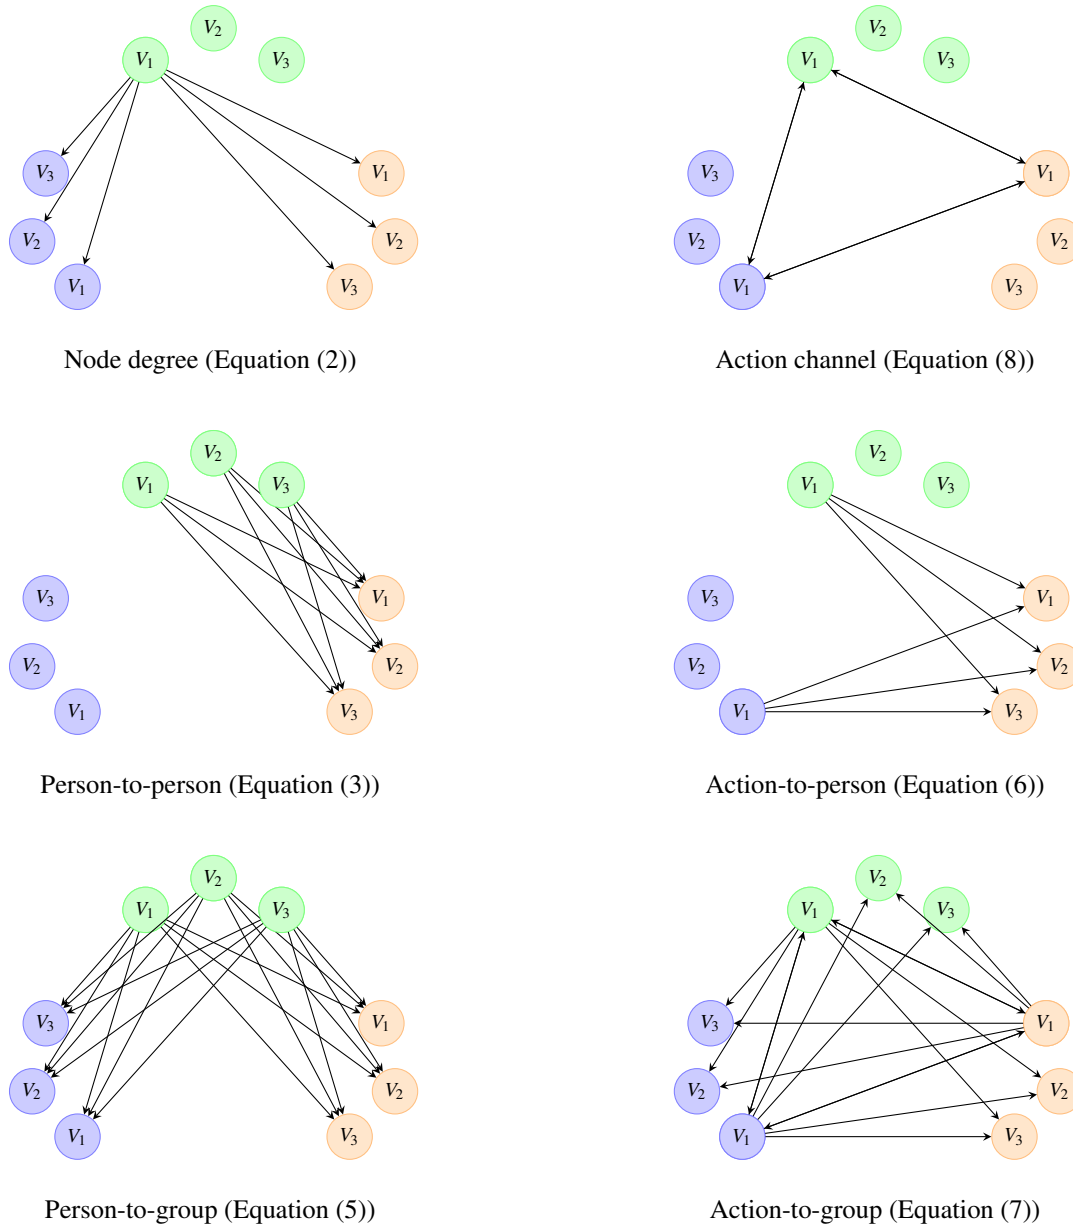 V₂
V₁
V₃
V₃
V₁
V₂
V₂
V₁
V₃
Node degree (Equation (2))
V₂
V₁
V₃
V₃
V₁
V₂
V₂
V₁
V₃
Action channel (Equation (8))
V₂
V₁
V₃
V₃
V₁
V₂
V₂
V₁
V₃
Person-to-person (Equation (3))
V₂
V₁
V₃
V₃
V₁
V₂
V₂
V₁
V₃
Action-to-person (Equation (6))
V₂
V₁
V₃
V₃
V₁
V₂
V₂
V₁
V₃
Person-to-group (Equation (5))
V₂
V₁
V₃
V₃
V₁
V₂
V₂
V₁
V₃
Action-to-group (Equation (7))